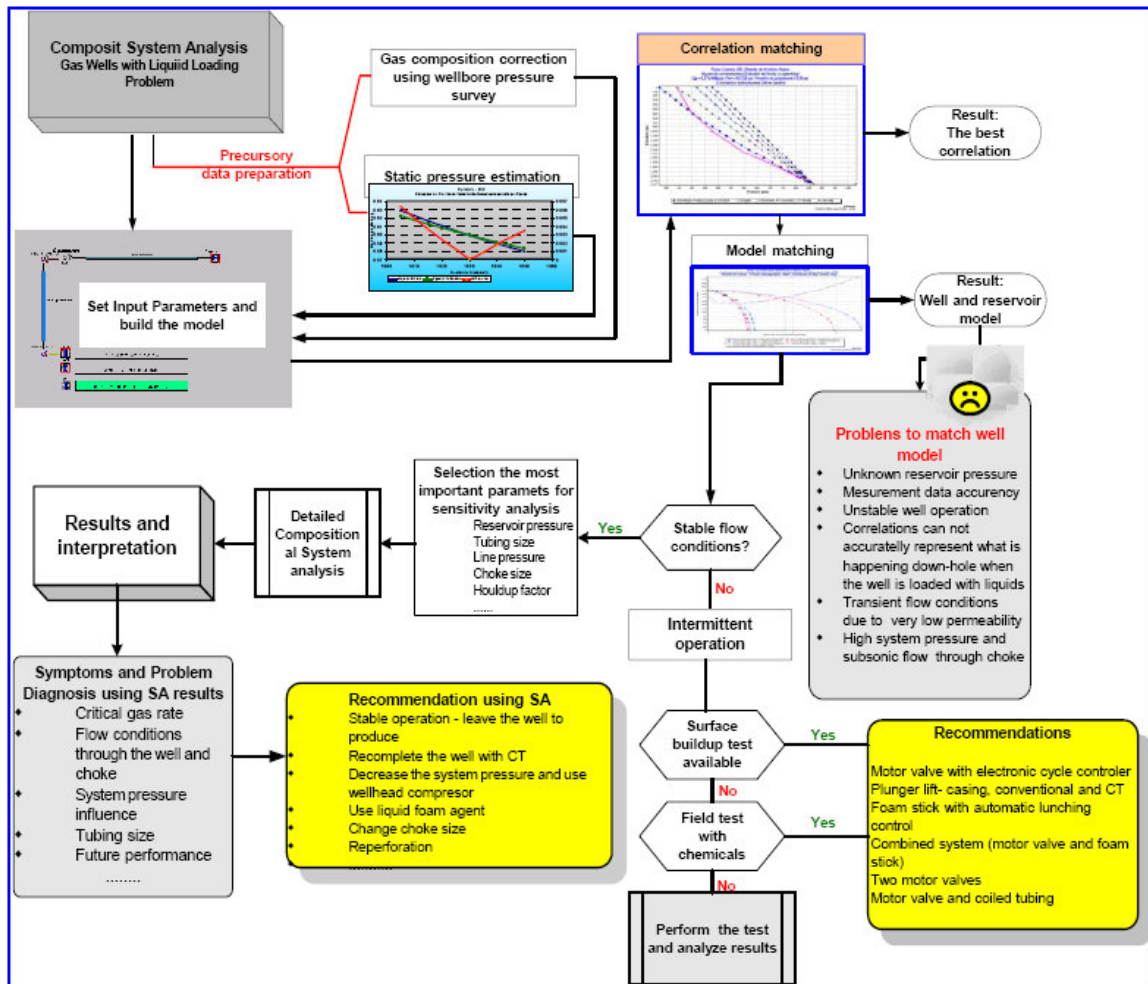 Composit System Analysis
Gas Wells with Liquiid Loading
Problem
Precursory
data preparation
Gas composition correction
using wellbore pressure
survey
Static pressure estimation
Set Input Parameters and
build the model
Correlation matching
Result:
The best
correlation
Model matching
Result:
Well and reservoir
model
Problens to match well
model
Unknown reservoir pressure
Mesurement data accurency
Unstable well operation
Correlations can not
accuratelly represent what is
happening down-hole when
the well is loaded with liquids
Transient flow conditions
due to very low permeability
High system pressure and
subsonic flow through choke
Stable flow
conditions?
Yes
No
Selection the most
important paramets for
sensitivity analysis
Reservoir pressure
Tubing size
Line pressure
Choke size
Houldup factor
......
Detailed
Composition
al System
analysis
Results and
interpretation
Symptoms and Problem
Diagnosis using SA results
Critical gas rate
Flow conditions
through the well and
choke
System pressure
influence
Tubing size
Future performance
........
Recommendation using SA
Stable operation - leave the well to
produce
Recomplete the well with CT
Decrease the system pressure and use
wellhead compresor
Use liquid foam agent
Change choke size
Reperforation
........
Intermittent
operation
Surface
buildup test
available
Yes
No
Field test
with
chemicals
Yes
No
Perform the test
and analyze results
Recommendations
Motor valve with electronic cycle controler
Plunger lift- casing, conventional and CT
Foam stick with automatic lunching
control
Combined system (motor valve and foam
stick)
Two motor valves
Motor valve and coiled tubing